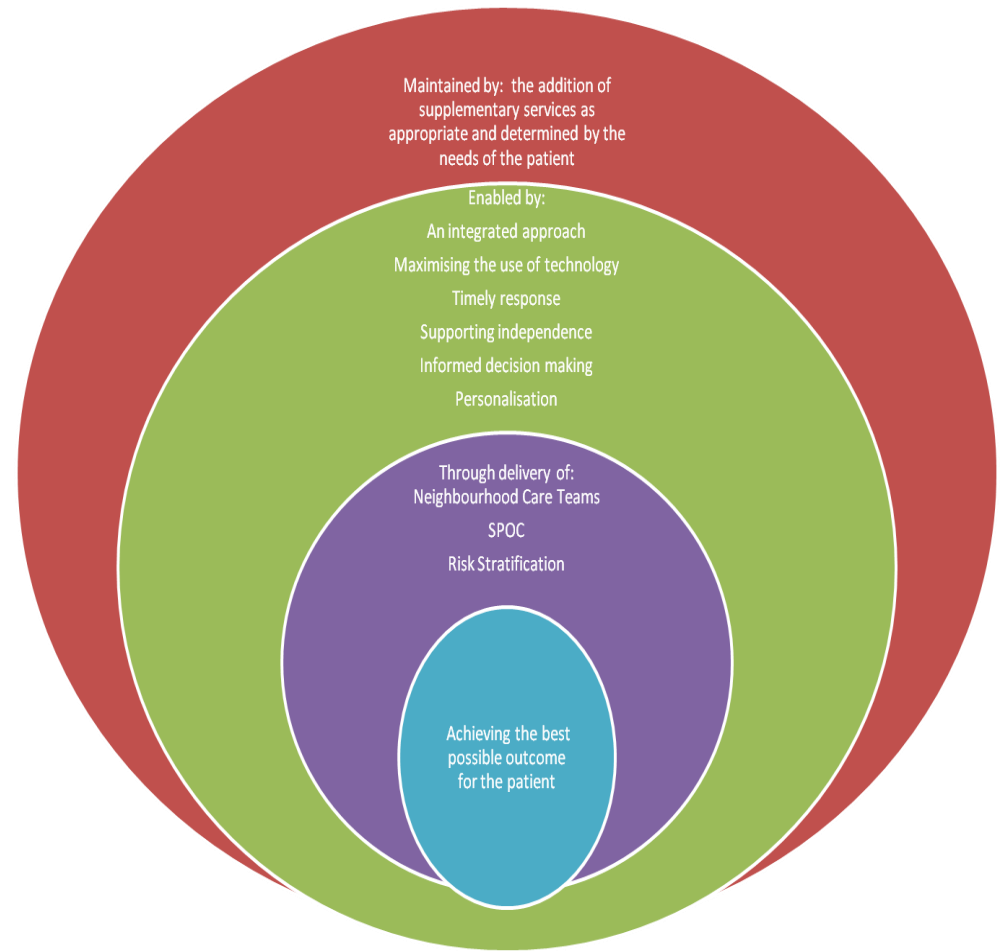 Maintained by:  the addition of
supplementary services as
appropriate and determined by the
needs of the patient
Enabled by:
An integrated approach
Maximising the use of technology
Timely response
Supporting independence
Informed decision making
Personalisation
Through delivery of:
Neighbourhood Care Teams
SPOC
Risk Stratification
Achieving the best
possible outcome
for the patient